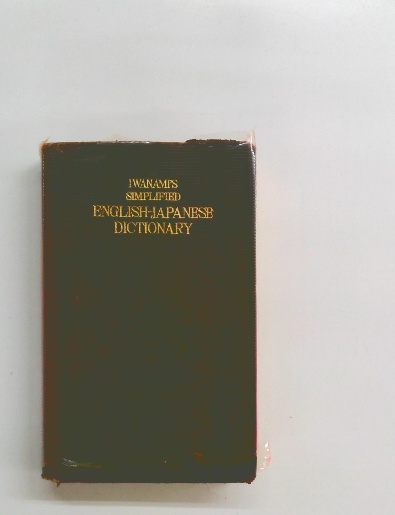 IWANAMI'S
SIMPLIFIED
ENGLISH-JAPANESE
DICTIONARY